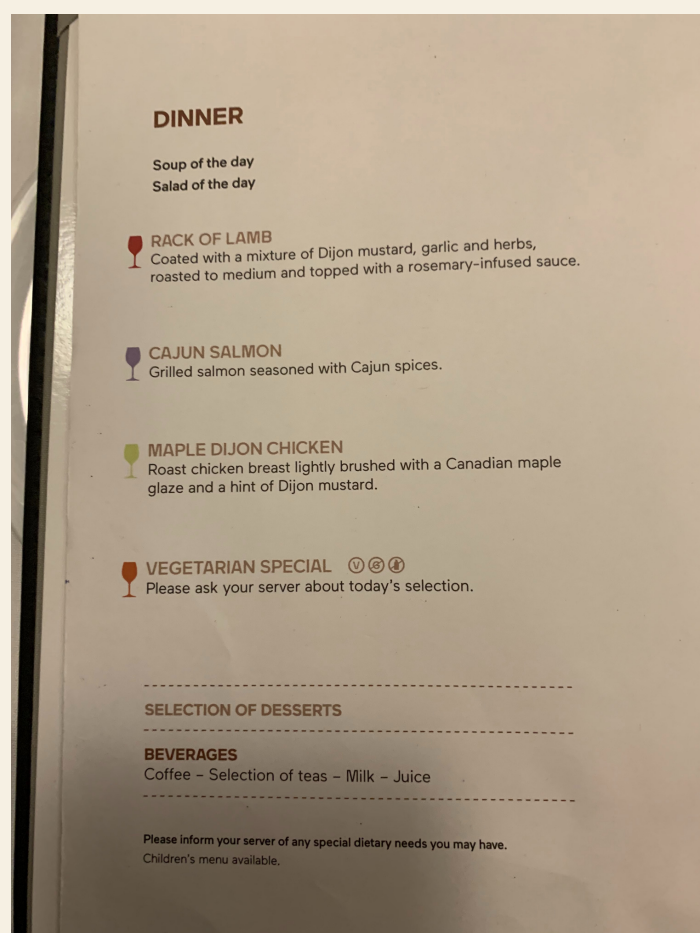 DINNER
Soup of the day
Salad of the day
RACK OF LAMB
Coated with a mixture of Dijon mustard, garlic and herbs,
roasted to medium and topped with a rosemary-infused sauce.
CAJUN SALMON
Grilled salmon seasoned with Cajun spices.
MAPLE DIJON CHICKEN
Roast chicken breast lightly brushed with a Canadian maple
glaze and a hint of Dijon mustard.
VEGETARIAN SPECIAL V
Please ask your server about today's selection.
SELECTION OF DESSERTS
BEVERAGES
Coffee – Selection of teas – Milk – Juice
Please inform your server of any special dietary needs you may have.
Children's menu available.